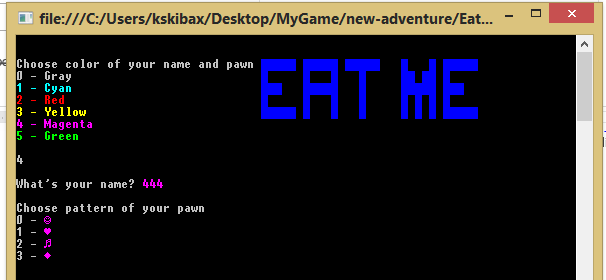 file:///C:/Users/kskibax/Desktop/MyGame/new-adventure/Eat...
EAT ME
Choose color of your name and pawn
0 - Gray
1 - Cyan
2 - Red
3 - Yellow
4 - Magenta
5 - Green
4
What's your name? 444
Choose pattern of your pawn
0 - ☺
1 - ♥
2 - ♫
3 - ♦